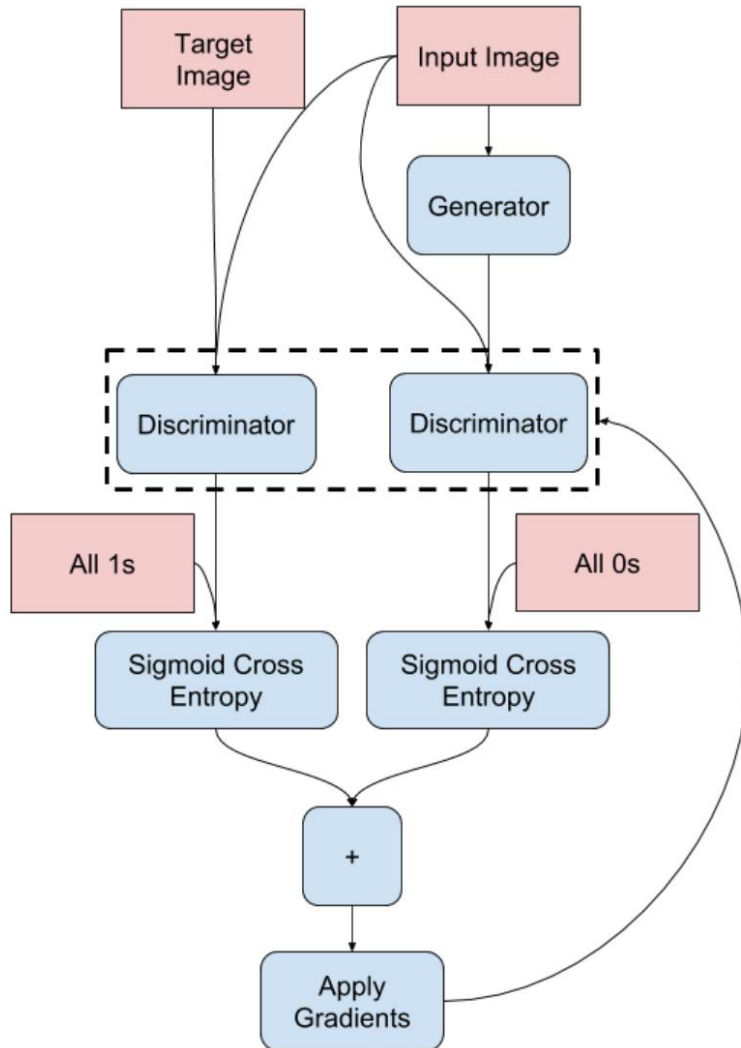 Target
Image
Input Image
Generator
Discriminator
Discriminator
All 1s
All 0s
Sigmoid Cross
Entropy
Sigmoid Cross
Entropy
+
Apply
Gradients